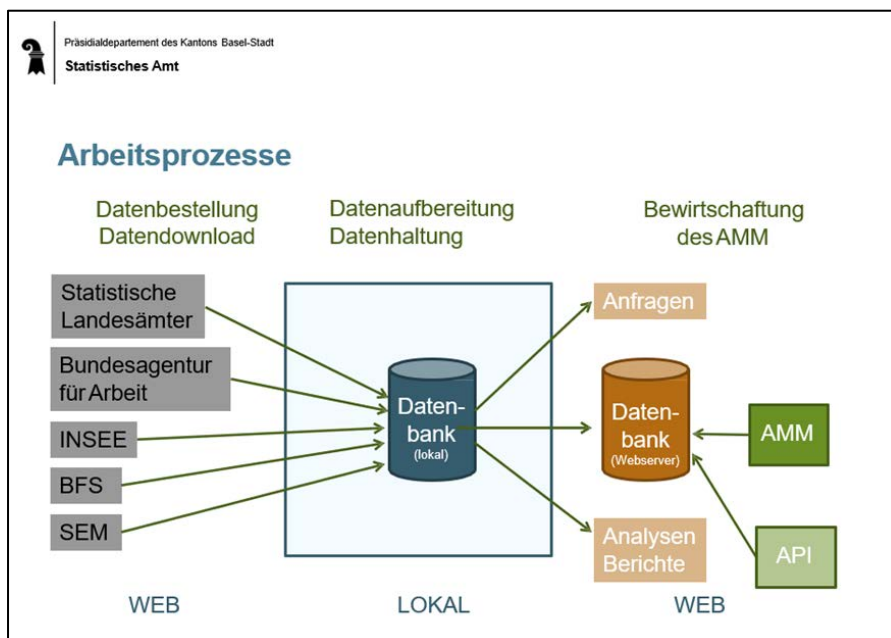 Präsidialdepartement des Kantons Basel-Stadt
Statistisches Amt
Arbeitsprozesse
Datenbestellung
Datendownload
Datenaufbereitung
Datenhaltung
Bewirtschaftung
des AMM
Statistische
Landesämter
Bundesagentur
für Arbeit
INSEE
BFS
SEM
Daten-
bank
(lokal)
Anfragen
Daten-
bank
(Webserver)
Analysen
Berichte
AMM
API
WEB
LOKAL
WEB